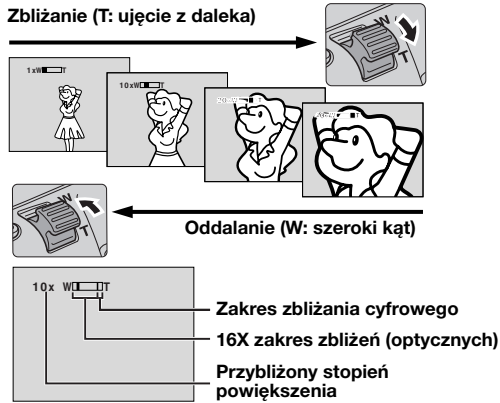 Zbliżanie (T: ujęcie z daleka)
W
T
1xW T
10xW T
20xW T
T
W
T
Oddalanie (W: szeroki kąt)
10x W T
Zakres zbliżania cyfrowego
16X zakres zbliżeń (optycznych)
Przybliżony stopień
powiększenia